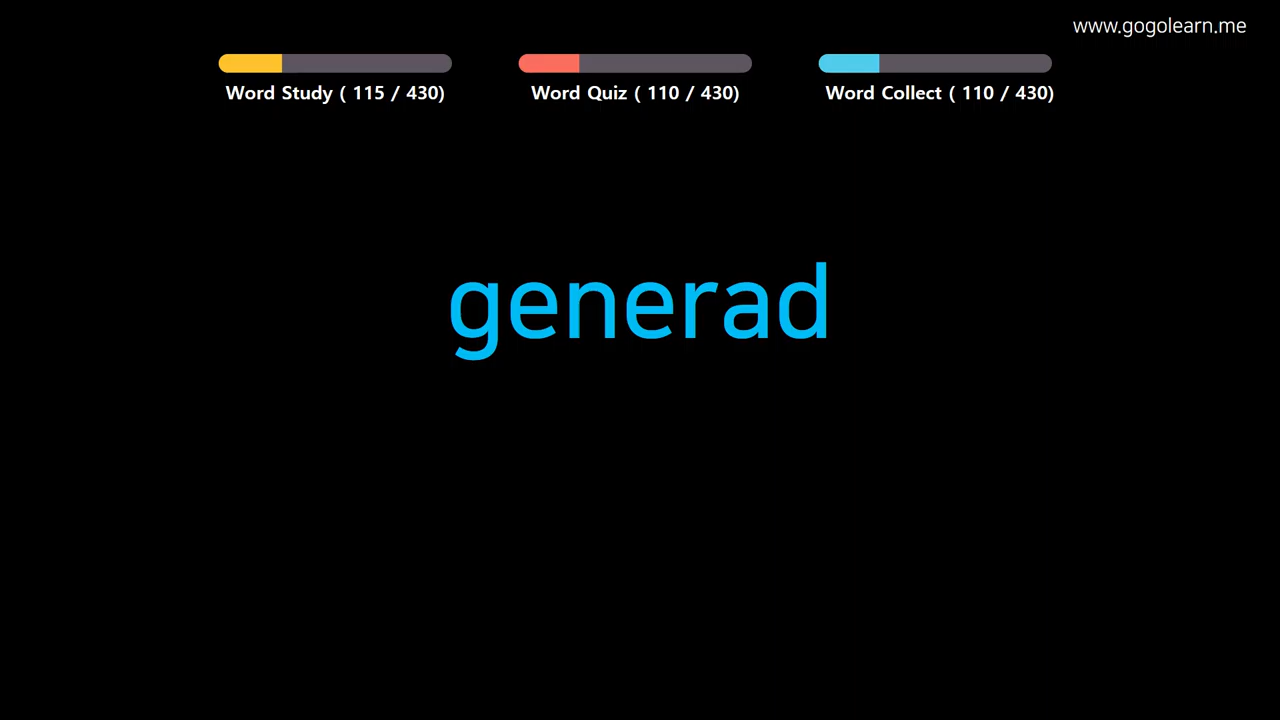 www.gogolearn.me
Word Study ( 115 / 430)
Word Quiz ( 110 / 430)
Word Collect ( 110 / 430)
generad